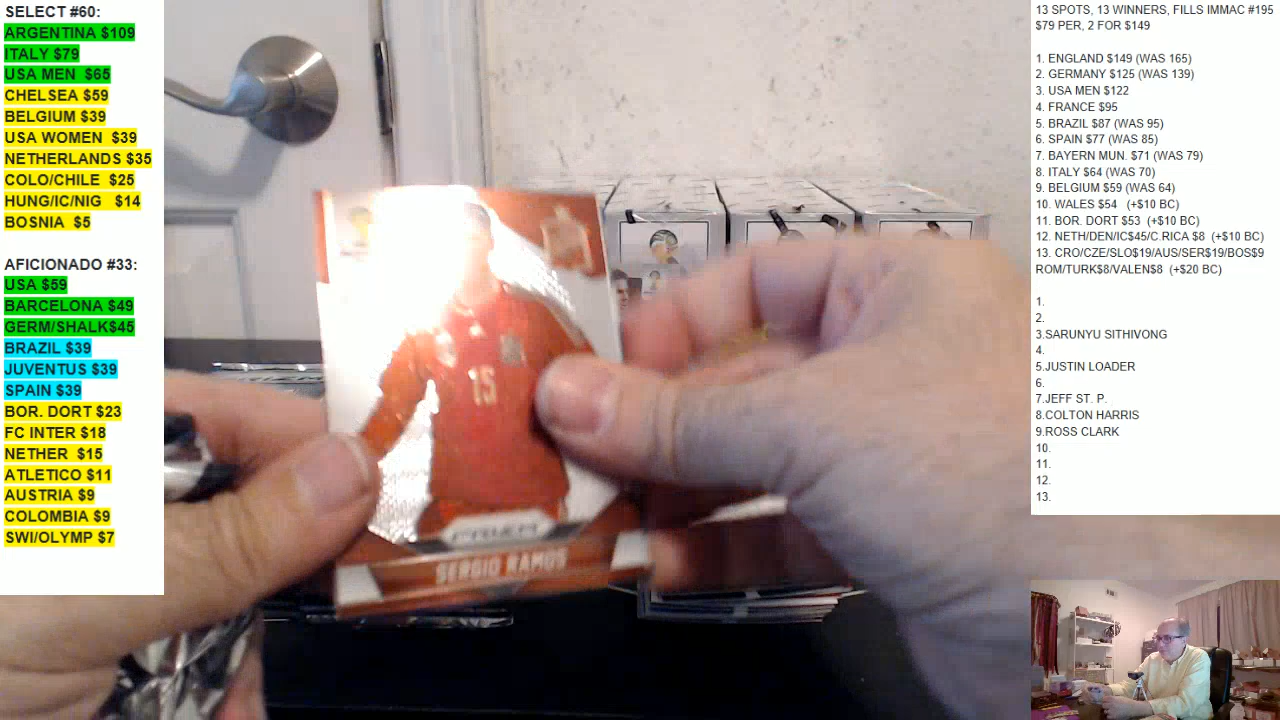 SELECT #60:
ARGENTINA $109
ITALY $79
USA MEN $65
CHELSEA $59
BELGIUM $39
USA WOMEN $39
NETHERLANDS $35
COLO/CHILE $25
HUNG/IC/NIG $14
BOSNIA $5
AFICIONADO #33:
USA $59
BARCELONA $49
GERM/SHALK$45
BRAZIL $39
JUVENTUS $39
SPAIN $39
BOR. DORT $23
FC INTER $18
NETHER $15
ATLETICO $11
AUSTRIA $9
COLOMBIA $9
SWI/OLYMP $7
15
PRIZM
SERGIO RAMOS
13 SPOTS, 13 WINNERS, FILLS IMMAC #195
$79 PER, 2 FOR $149
1. ENGLAND $149 (WAS 165)
2. GERMANY $125 (WAS 139)
3. USA MEN $122
4. FRANCE $95
5. BRAZIL $87 (WAS 95)
6. SPAIN $77 (WAS 85)
7. BAYERN MUN. $71 (WAS 79)
8. ITALY $64 (WAS 70)
9. BELGIUM $59 (WAS 64)
10. WALES $54 (+$10 BC)
11. BOR. DORT $53 (+$10 BC)
12. NETH/DEN/IC$45/C.RICA $8 (+$10 BC)
13. CRO/CZE/SLO$19/AUS/SER$19/BOS$9
ROM/TURK$8/VALEN$8 (+$20 BC)
1.
2.
3.SARUNYU SITHIVONG
4.
5.JUSTIN LOADER
6.
7.JEFF ST. P.
8.COLTON HARRIS
9.ROSS CLARK
10.
11.
12.
13.